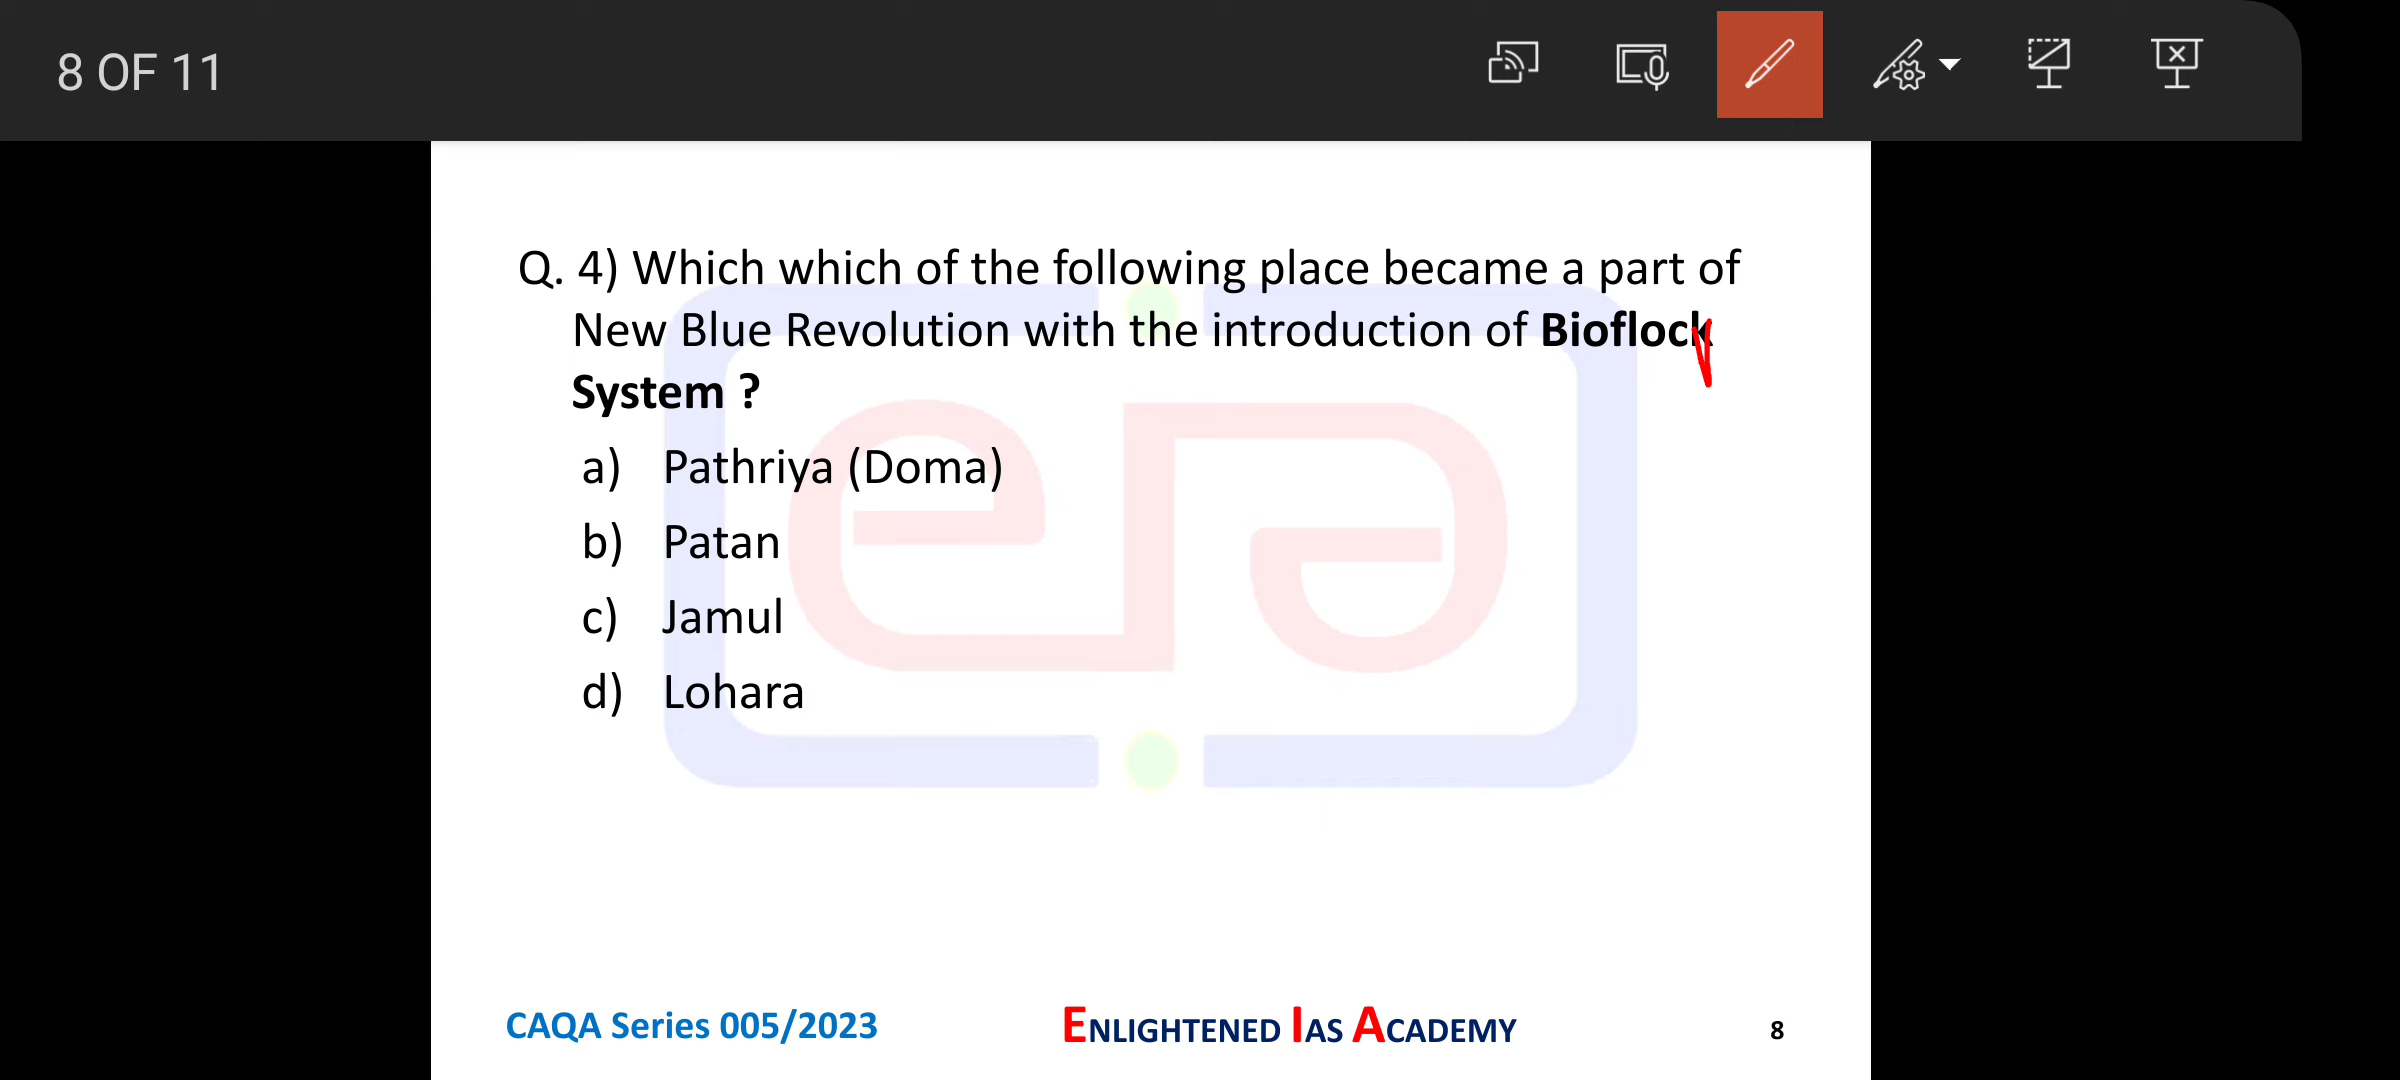 8 OF 11
Q. 4) Which which of the following place became a part of
New Blue Revolution with the introduction of Bioflock
System ?
a) Pathriya (Doma)
b) Patan
c) Jamul
d) Lohara
CAQA Series 005/2023 ENLIGHTENED IAS ACADEMY 8